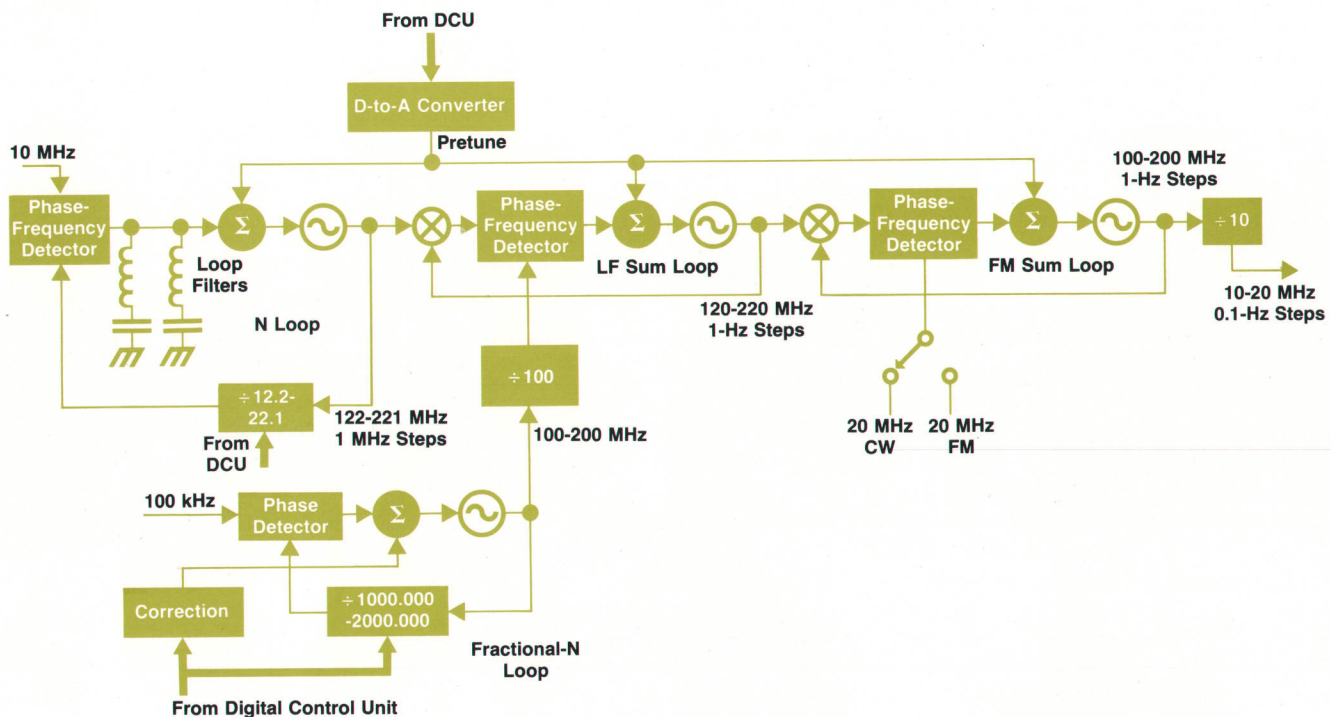 From DCU
D-to-A Converter
Pretune
10 MHz
100-200 MHz
1-Hz Steps
Phase-
Frequency
Detector
Σ
Phase-
Frequency
Detector
Σ
Phase-
Frequency
Detector
Σ
÷10
Loop
Filters
LF Sum Loop
FM Sum Loop
10-20 MHz
0.1-Hz Steps
N Loop
120-220 MHz
1-Hz Steps
÷100
÷12.2-
22.1
122-221 MHz
1 MHz Steps
From
DCU
100-200 MHz
20 MHz
CW
20 MHz
FM
100 kHz
Phase
Detector
Σ
Correction
÷1000.000
-2000.000
Fractional-N
Loop
From Digital Control Unit